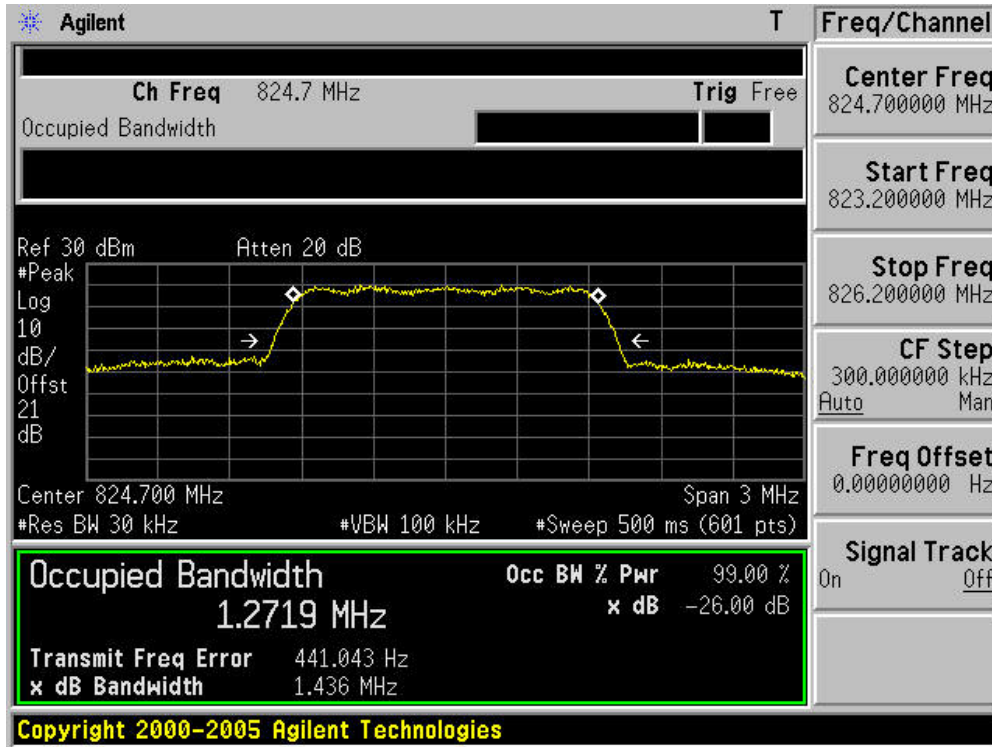 Agilent
T
Freq/Channel
Ch Freq 824.7 MHz
Trig Free
Occupied Bandwidth
Center Freq
824.700000 MHz
Start Freq
823.200000 MHz
Stop Freq
826.200000 MHz
CF Step
300.000000 kHz
Auto Man
Freq Offset
0.00000000 Hz
Signal Track
On Off
Ref 30 dBm
Atten 20 dB
#Peak
Log
10
dB/
Offst
21
dB
Center 824.700 MHz
Span 3 MHz
#Res BW 30 kHz
#VBW 100 kHz
#Sweep 500 ms (601 pts)
Occupied Bandwidth
1.2719 MHz
Occ BW % Pwr 99.00 %
x dB -26.00 dB
Transmit Freq Error 441.043 Hz
x dB Bandwidth 1.436 MHz
Copyright 2000-2005 Agilent Technologies